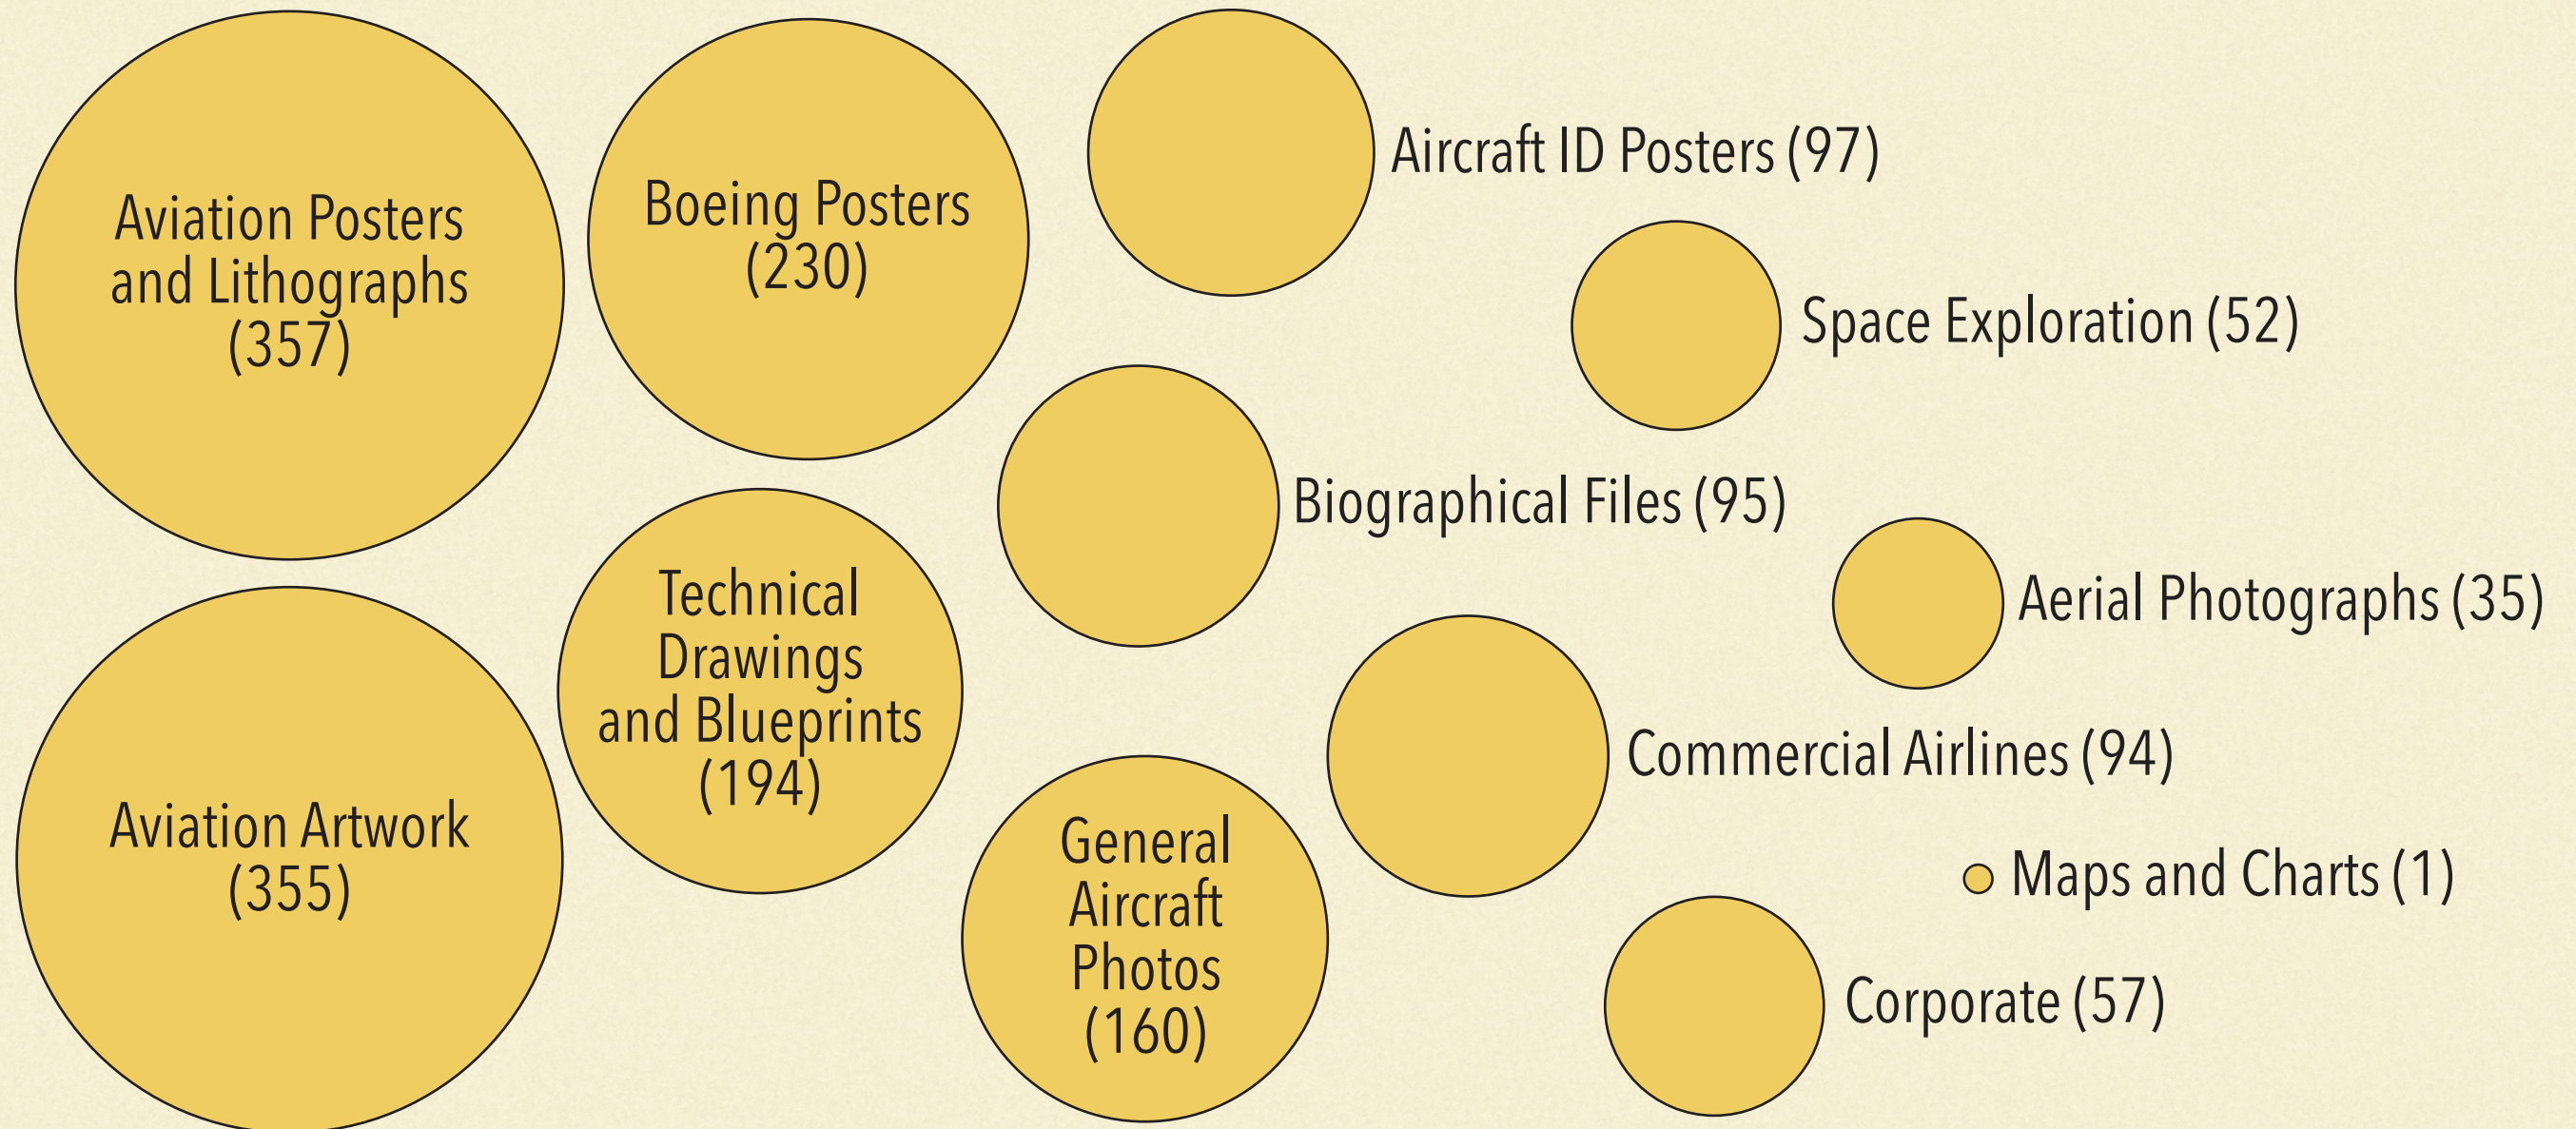 Aviation Posters
and Lithographs
(357)
Boeing Posters
(230)
Aircraft ID Posters (97)
Space Exploration (52)
Biographical Files (95)
Technical
Drawings
and Blueprints
(194)
Aerial Photographs (35)
Commercial Airlines (94)
Aviation Artwork
(355)
General
Aircraft
Photos
(160)
Maps and Charts (1)
Corporate (57)